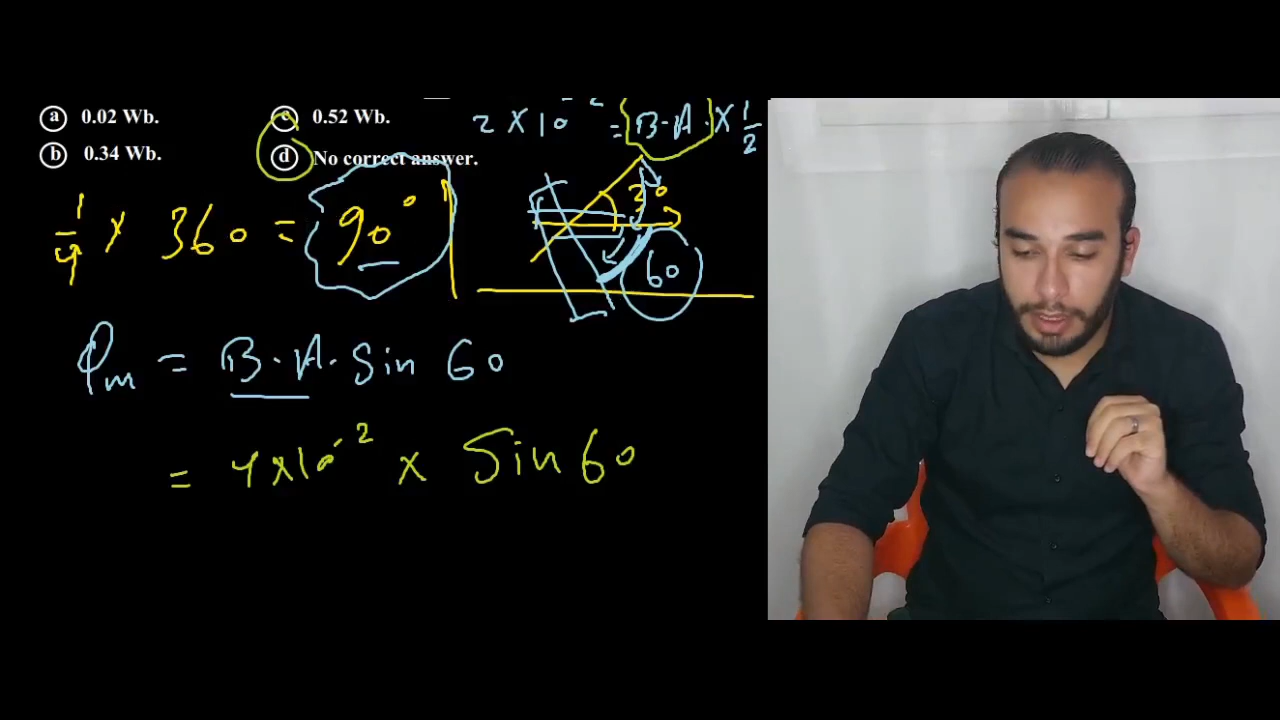 a 0.02 Wb. c 0.52 Wb.
b 0.34 Wb. d No correct answer.
2 × 10⁻² = B·A· × 1/2
1/4 × 360 = 90°
60
φm = B·A· Sin 60
= 4×10⁻² × Sin 60